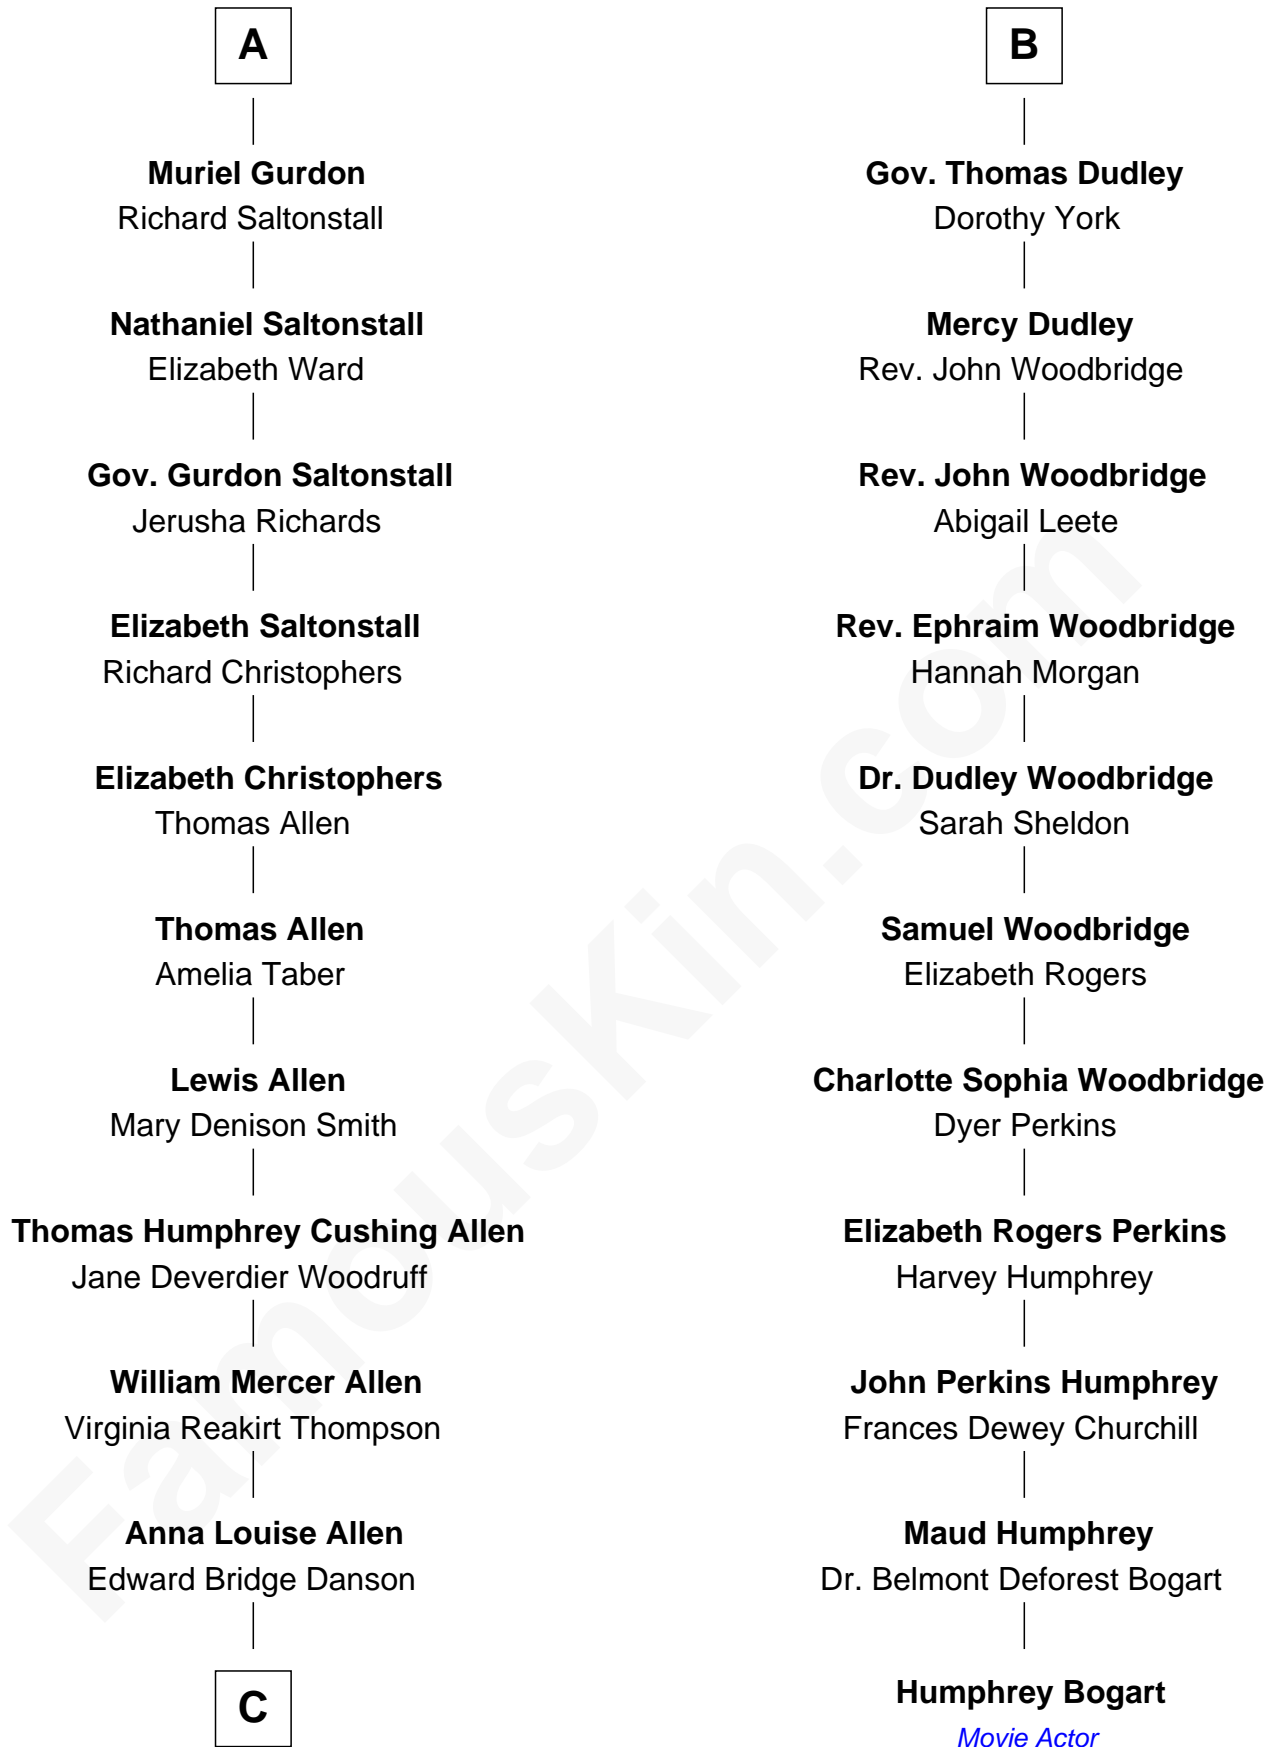 A
Muriel Gurdon
Richard Saltonstall
Nathaniel Saltonstall
Elizabeth Ward
Gov. Gurdon Saltonstall
Jerusha Richards
Elizabeth Saltonstall
Richard Christophers
Elizabeth Christophers
Thomas Allen
Thomas Allen
Amelia Taber
Lewis Allen
Mary Denison Smith
Thomas Humphrey Cushing Allen
Jane Deverdier Woodruff
William Mercer Allen
Virginia Reakirt Thompson
Anna Louise Allen
Edward Bridge Danson
C
B
Gov. Thomas Dudley
Dorothy York
Mercy Dudley
Rev. John Woodbridge
Rev. John Woodbridge
Abigail Leete
Rev. Ephraim Woodbridge
Hannah Morgan
Dr. Dudley Woodbridge
Sarah Sheldon
Samuel Woodbridge
Elizabeth Rogers
Charlotte Sophia Woodbridge
Dyer Perkins
Elizabeth Rogers Perkins
Harvey Humphrey
John Perkins Humphrey
Frances Dewey Churchill
Maud Humphrey
Dr. Belmont Deforest Bogart
Humphrey Bogart
Movie Actor
FamousKin.com